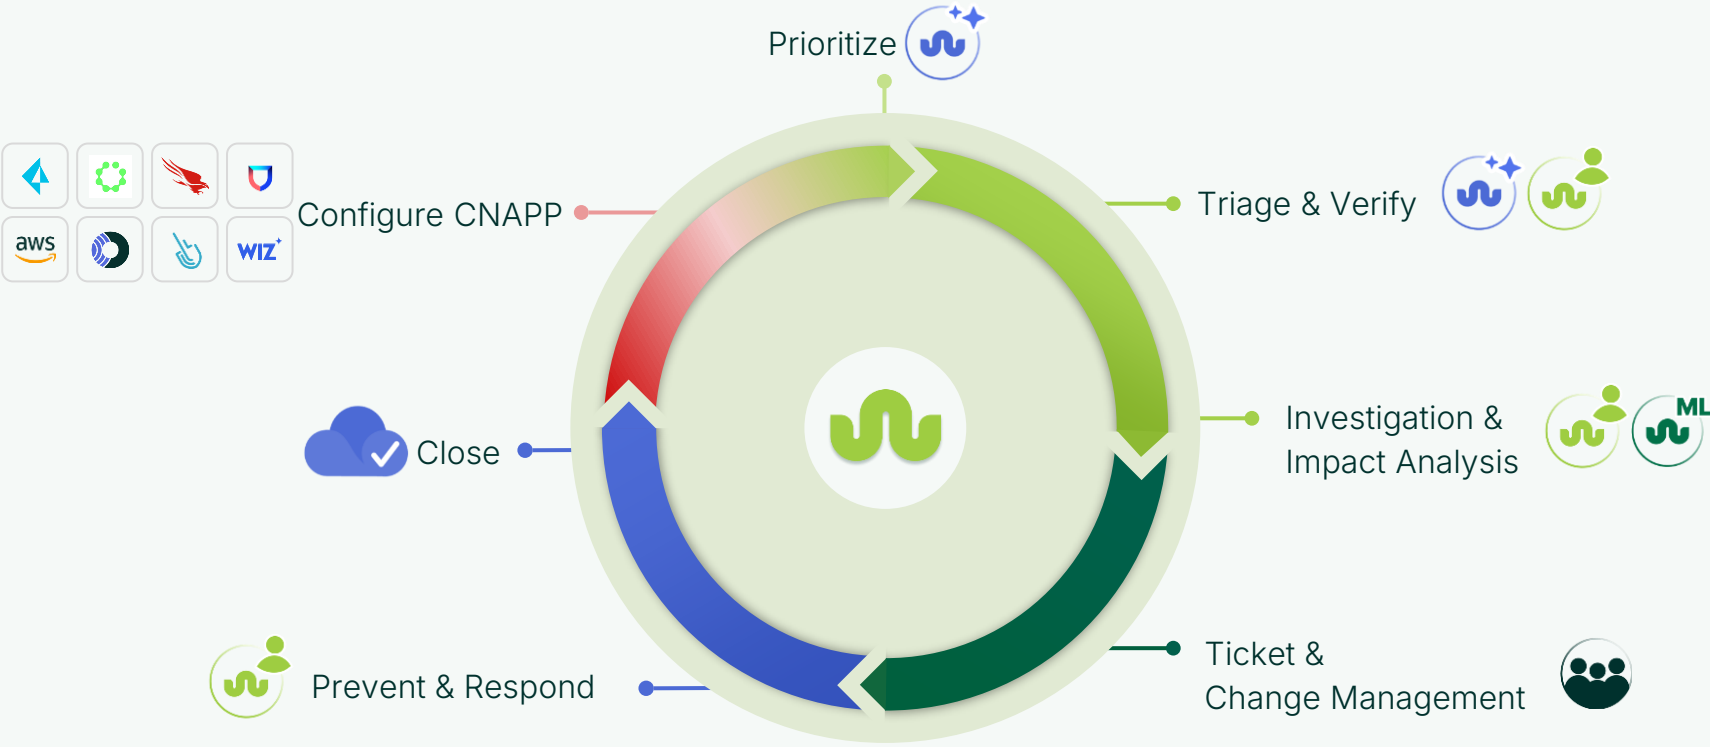 Prioritize
Configure CNAPP
aws
WIZ
Triage & Verify
Close
Investigation &
Impact Analysis
ML
Prevent & Respond
Ticket &
Change Management